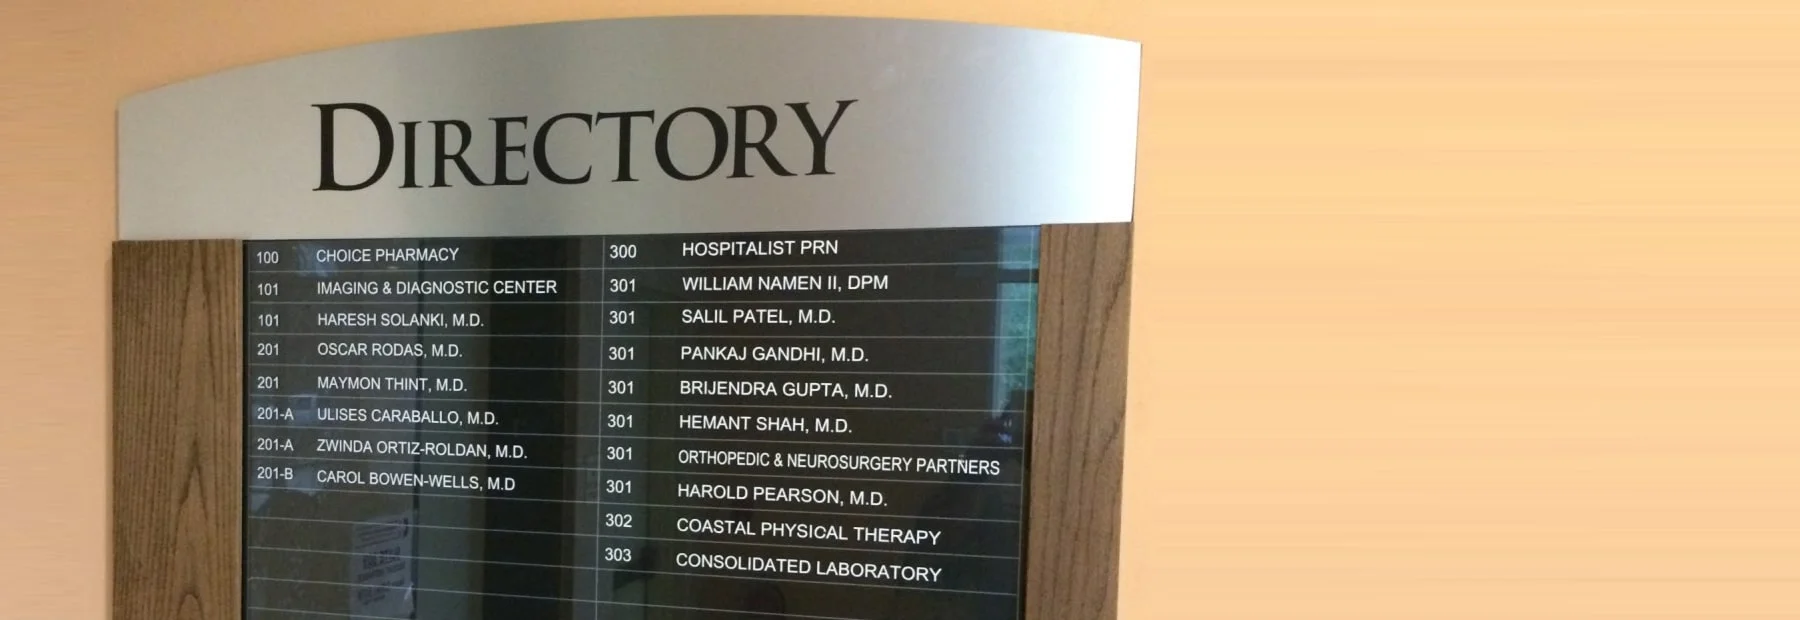 DIRECTORY
100 CHOICE PHARMACY
101 IMAGING & DIAGNOSTIC CENTER
101 HARESH SOLANKI, M.D.
201 OSCAR RODAS, M.D.
201 MAYMON THINT, M.D.
201-A ULISES CARABALLO, M.D.
201-A ZWINDA ORTIZ-ROLDAN, M.D.
201-B CAROL BOWEN-WELLS, M.D
300 HOSPITALIST PRN
301 WILLIAM NAMEN II, DPM
301 SALIL PATEL, M.D.
301 PANKAJ GANDHI, M.D.
301 BRIJENDRA GUPTA, M.D.
301 HEMANT SHAH, M.D.
301 ORTHOPEDIC & NEUROSURGERY PARTNERS
301 HAROLD PEARSON, M.D.
302 COASTAL PHYSICAL THERAPY
303 CONSOLIDATED LABORATORY